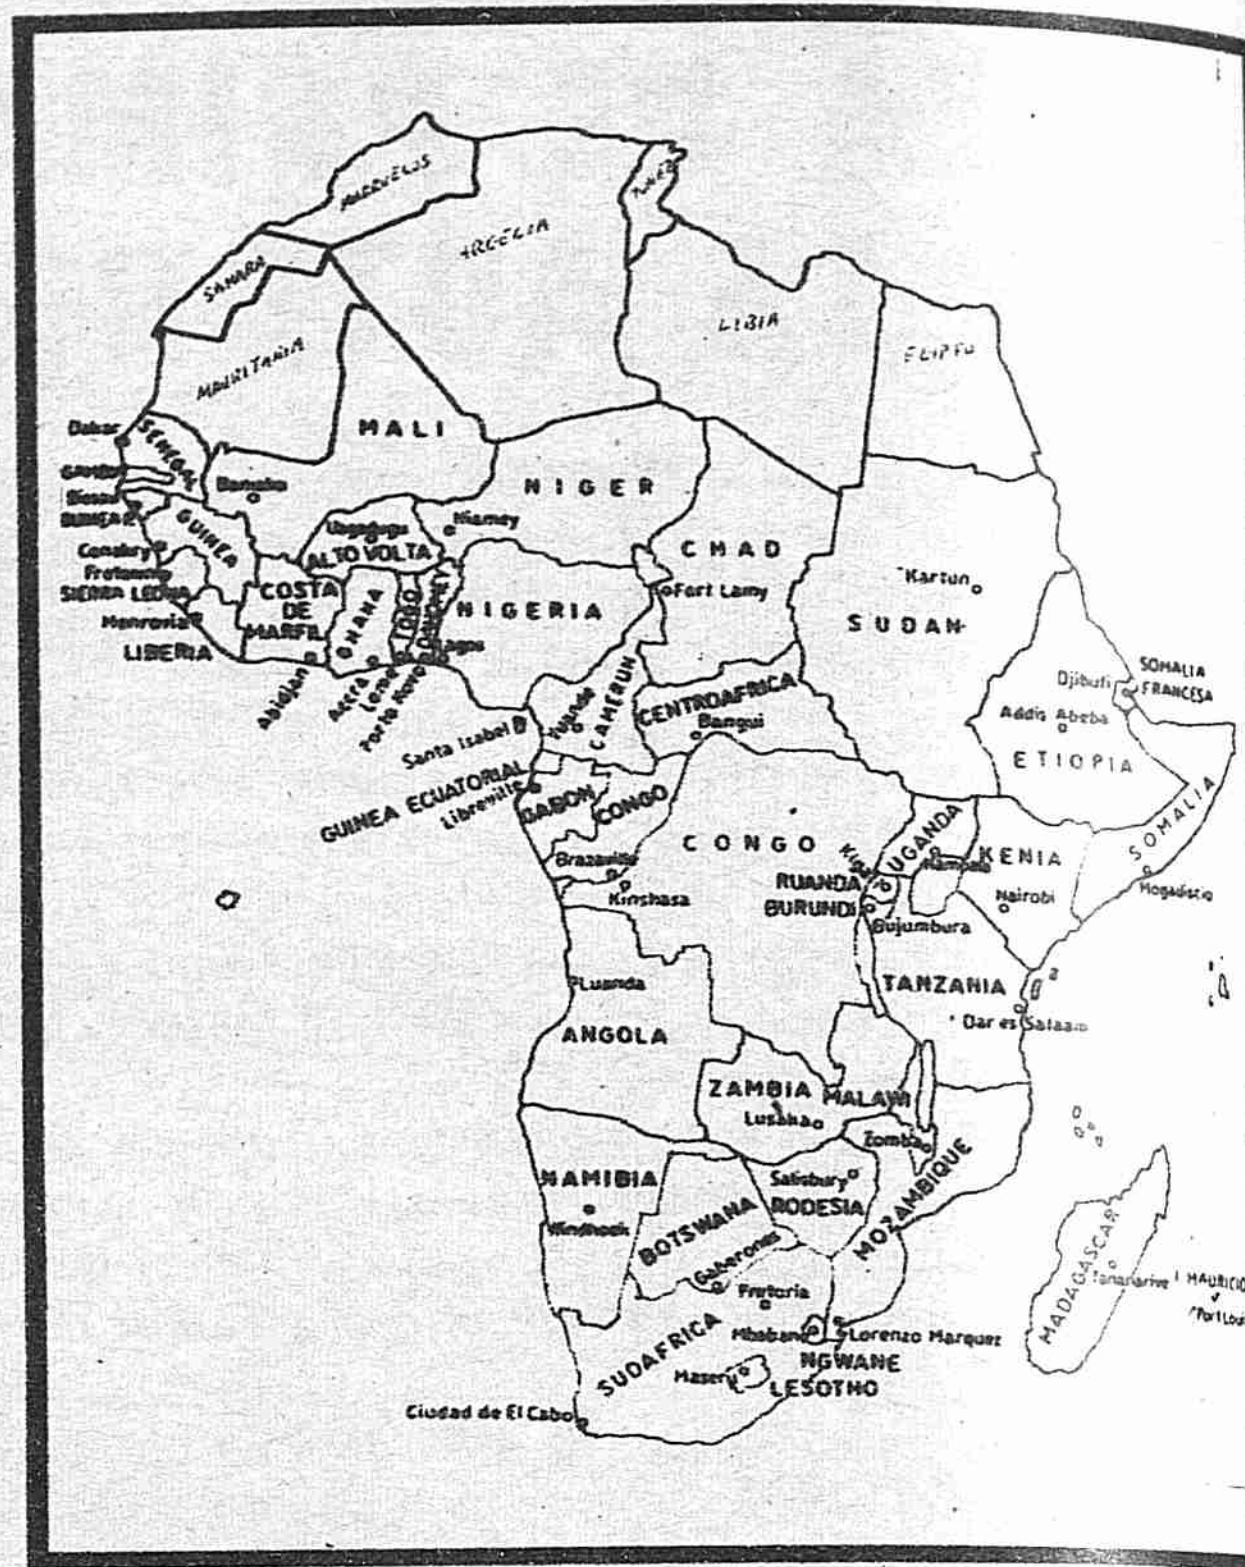 MARRUECOS
ARGELIA
TUNEZ
SAHARA
LIBIA
MAURITANIA
MALI
Dakar
SENEGAL
Bamako
NIGER
Niamey
GUINEA
ALTO VOLTA
CHAD
Conakry
SIERRA LEONA
COSTA
DE
MARFIL
GHANA
TOGO
DAHOMEY
NIGERIA
Fort Lamy
Kartun
SUDAN
Monrovia
LIBERIA
Lagos
Abidjan
Accra
Lome
Porto Novo
SOMALIA
FRANCESA
Djibuti
Addis Abeba
ETIOPIA
Santa Isabel
Yuande
CAMERUN
CENTROAFRICA
Bangui
GUINEA ECUATORIAL
Libreville
GABON
CONGO
CONGO
UGANDA
Kampala
KENIA
SOMALIA
Brazaville
Kinshasa
RUANDA
BURUNDI
Bujumbura
Nairobi
Mogadiscio
Luanda
TANZANIA
2
Dar es Salaam
ANGOLA
ZAMBIA
MALAWI
Lusaka
Zomba
NAMIBIA
Salisbury
RODESIA
MOZAMBIQUE
Windhoek
BOTSWANA
Gaberones
Pretoria
MADAGASCAR
Tananarive
I MAURICIO
Port Loui
SUDAFRICA
Mbabane
Lorenzo Marquez
NGWANE
Maseru
LESOTHO
Ciudad de El Cabo